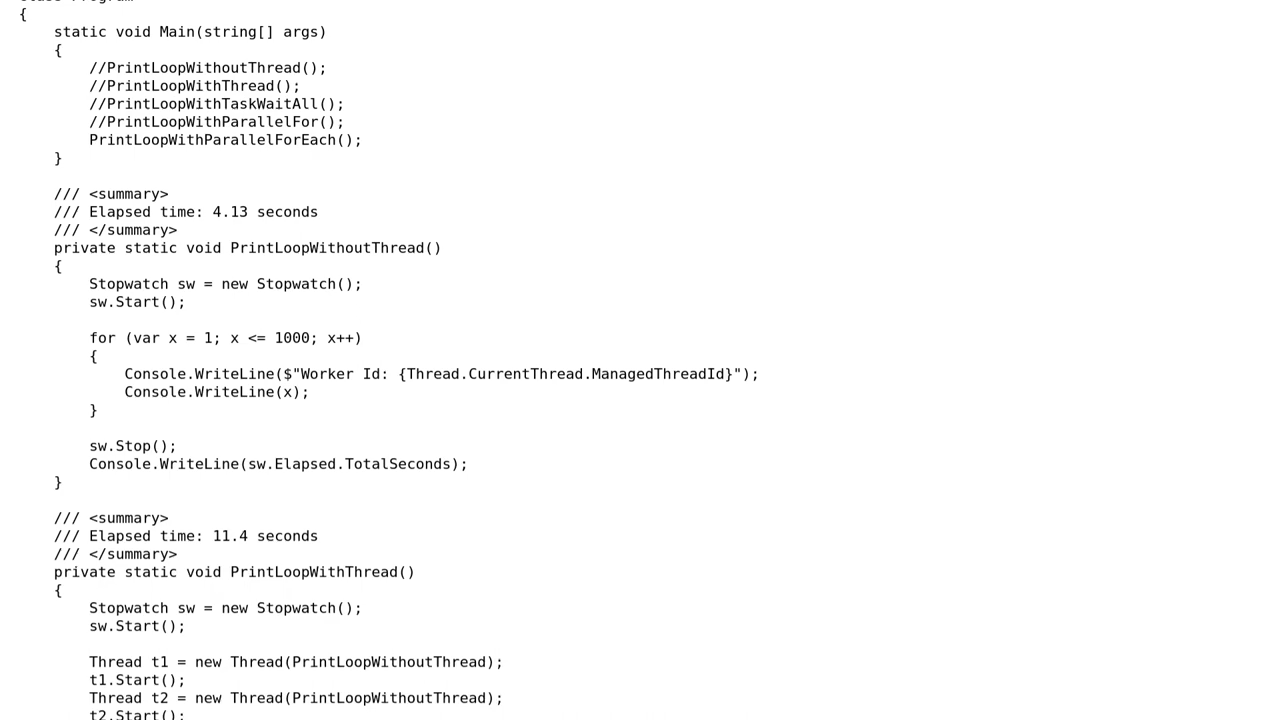 {
    static void Main(string[] args)
    {
        //PrintLoopWithoutThread();
        //PrintLoopWithThread();
        //PrintLoopWithTaskWaitAll();
        //PrintLoopWithParallelFor();
        PrintLoopWithParallelForEach();
    }

    /// <summary>
    /// Elapsed time: 4.13 seconds
    /// </summary>
    private static void PrintLoopWithoutThread()
    {
        Stopwatch sw = new Stopwatch();
        sw.Start();

        for (var x = 1; x <= 1000; x++)
        {
            Console.WriteLine($"Worker Id: {Thread.CurrentThread.ManagedThreadId}");
            Console.WriteLine(x);
        }

        sw.Stop();
        Console.WriteLine(sw.Elapsed.TotalSeconds);
    }

    /// <summary>
    /// Elapsed time: 11.4 seconds
    /// </summary>
    private static void PrintLoopWithThread()
    {
        Stopwatch sw = new Stopwatch();
        sw.Start();

        Thread t1 = new Thread(PrintLoopWithoutThread);
        t1.Start();
        Thread t2 = new Thread(PrintLoopWithoutThread);
        t2.Start();